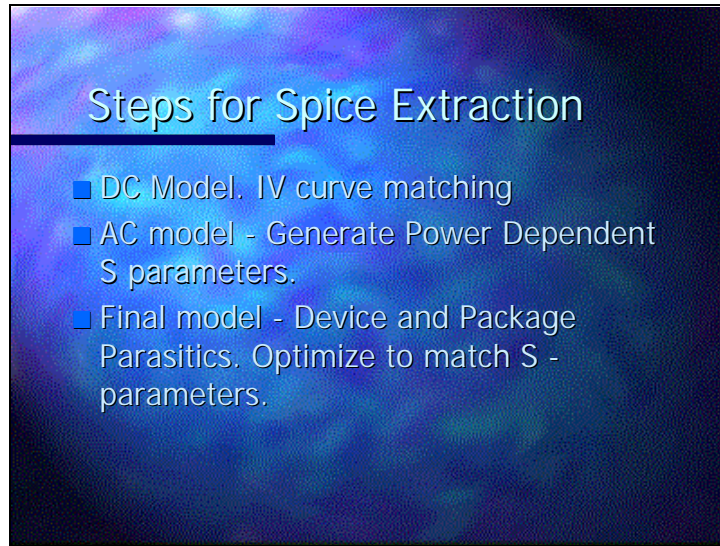 Steps for Spice Extraction
DC Model. IV curve matching
AC model - Generate Power Dependent
S parameters.
Final model - Device and Package
Parasitics. Optimize to match S -
parameters.